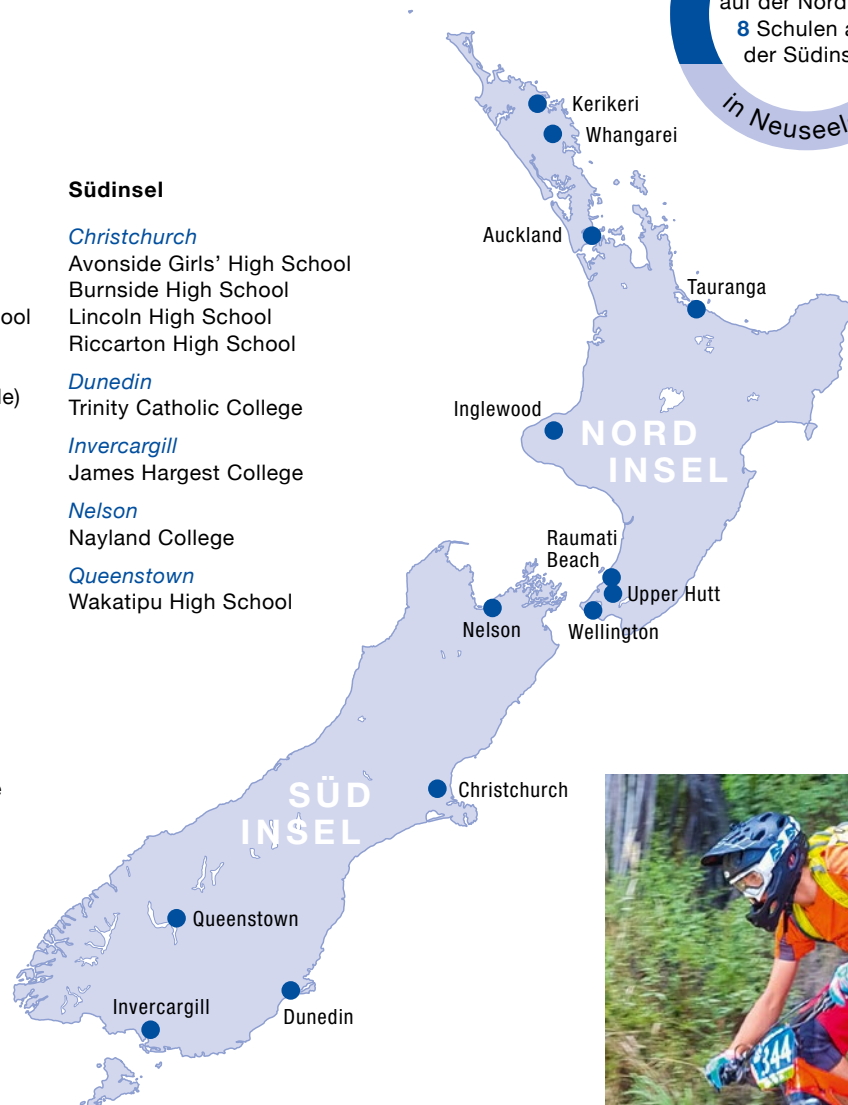 auf der Nord
8 Schulen a
der Südins
in Neuseel
ool
le)
e
Südinsel
Christchurch
Avonside Girls’ High School
Burnside High School
Lincoln High School
Riccarton High School
Dunedin
Trinity Catholic College
Invercargill
James Hargest College
Nelson
Nayland College
Queenstown
Wakatipu High School
Kerikeri
Whangarei
Auckland
Tauranga
Inglewood
NORD
INSEL
Raumati
Beach
Upper Hutt
Wellington
Nelson
SÜD
INSEL
Christchurch
Queenstown
Invercargill
Dunedin
344